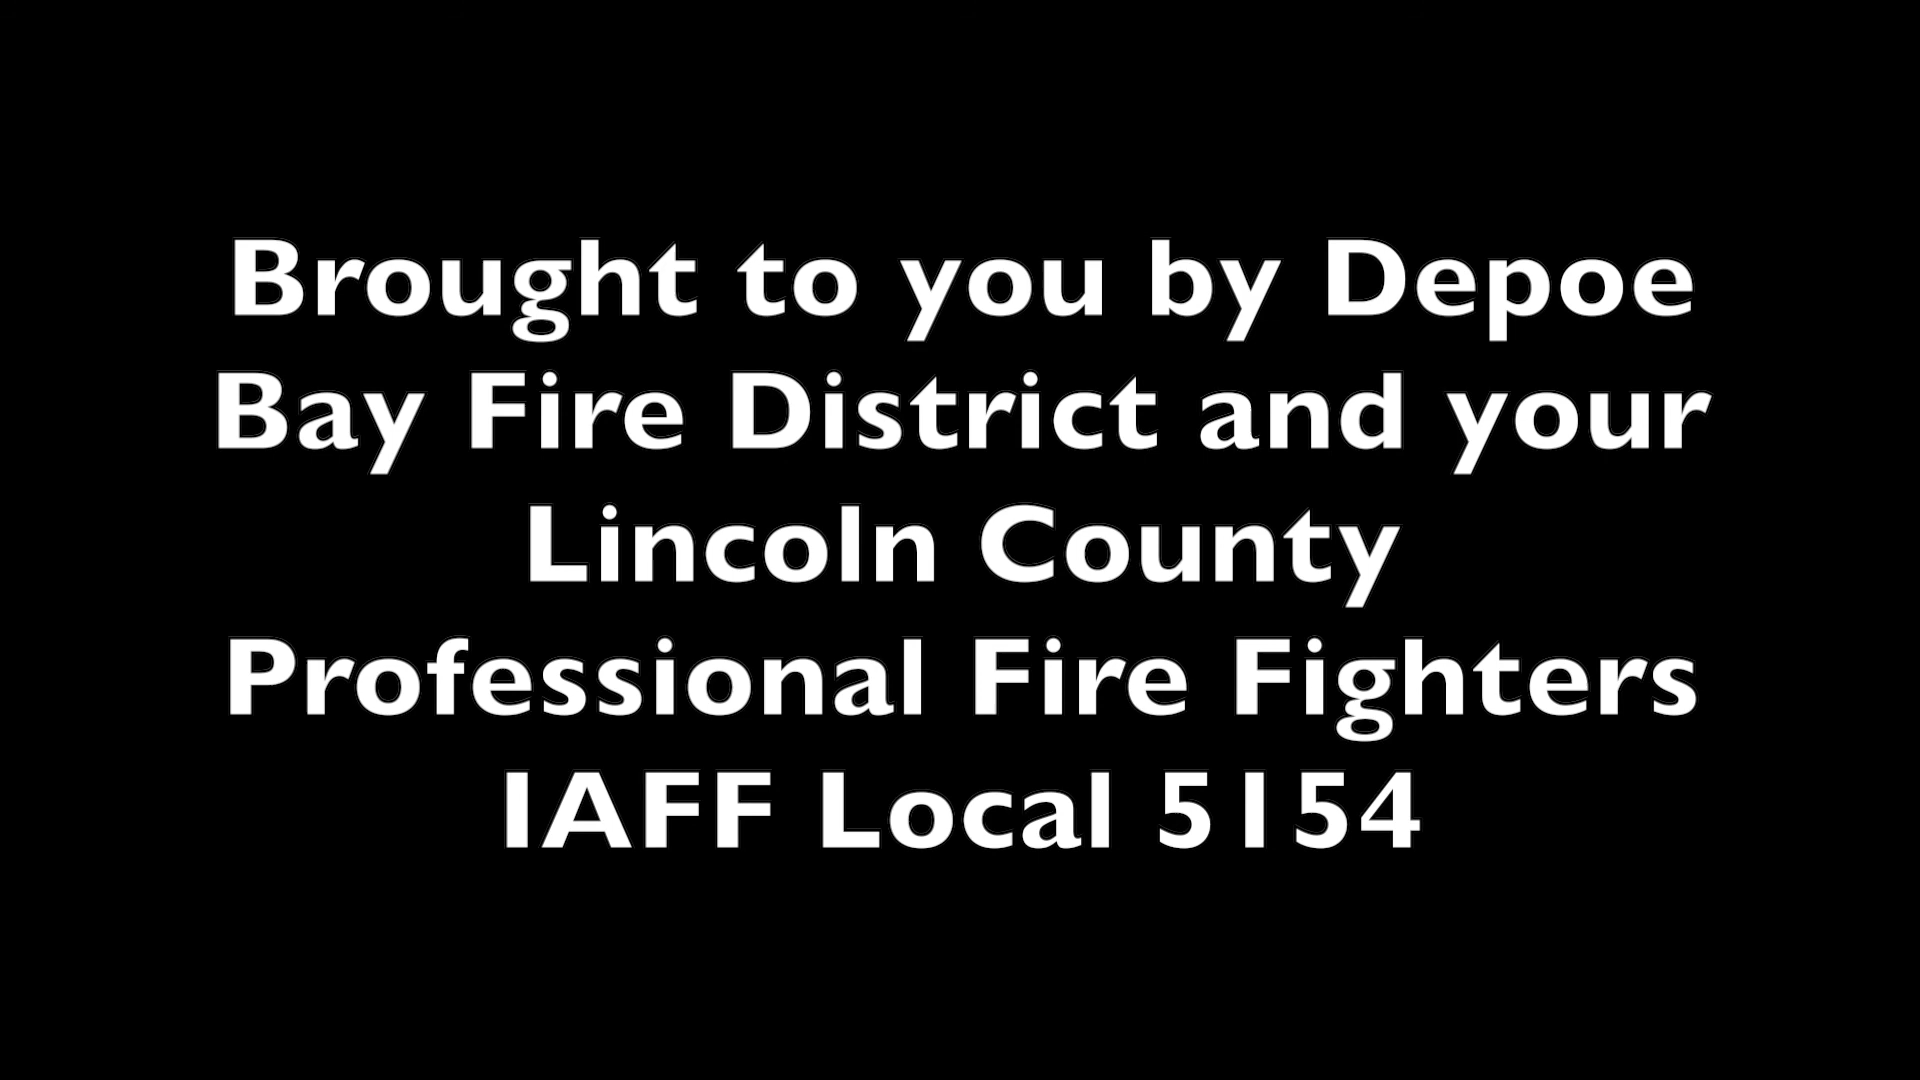 Brought to you by Depoe
Bay Fire District and your
Lincoln County
Professional Fire Fighters
IAFF Local 5154